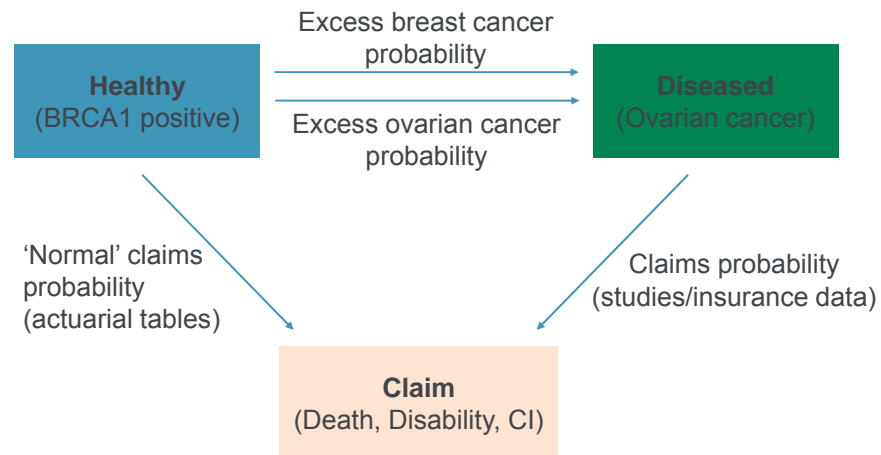 Excess breast cancer
probability
Healthy
(BRCA1 positive)
Diseased
(Ovarian cancer)
Excess ovarian cancer
probability
‘Normal’ claims
probability
(actuarial tables)
Claims probability
(studies/insurance data)
Claim
(Death, Disability, CI)